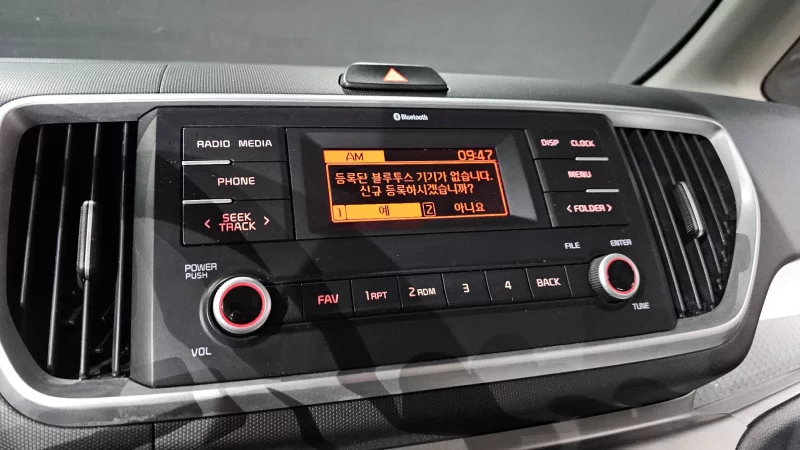 Bluetooth
RADIO MEDIA
PHONE
< SEEK >
TRACK
AM 09:47
등록된 블루투스 기기가 없습니다.
신규 등록하시겠습니까?
1 예 2 아니요
DISP CLOCK
MENU
< FOLDER >
POWER
PUSH
VOL
FAV
1 RPT
2 RDM
3
4
BACK
FILE
ENTER
TUNE